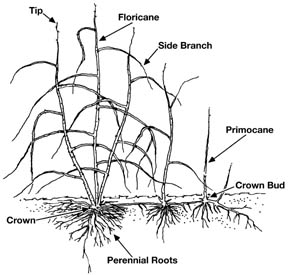 Tip
Floricane
Side Branch
Primocane
Crown Bud
Crown
Perennial Roots